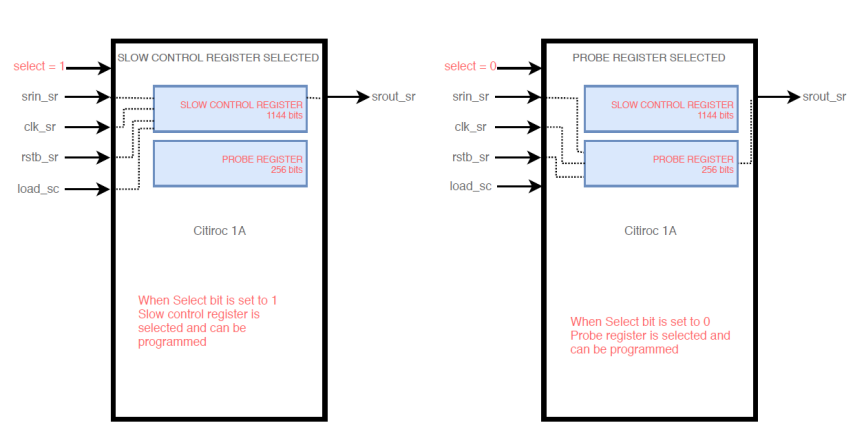 SLOW CONTROL REGISTER SELECTED
select = 1
srin_sr
clk_sr
rstb_sr
load_sc
SLOW CONTROL REGISTER
1144 bits
PROBE REGISTER
256 bits
srout_sr
Citiroc 1A
When Select bit is set to 1
Slow control register is
selected and can be
programmed
PROBE REGISTER SELECTED
select = 0
srin_sr
clk_sr
rstb_sr
load_sc
SLOW CONTROL REGISTER
1144 bits
PROBE REGISTER
256 bits
srout_sr
Citiroc 1A
When Select bit is set to 0
Probe register is selected and
can be programmed